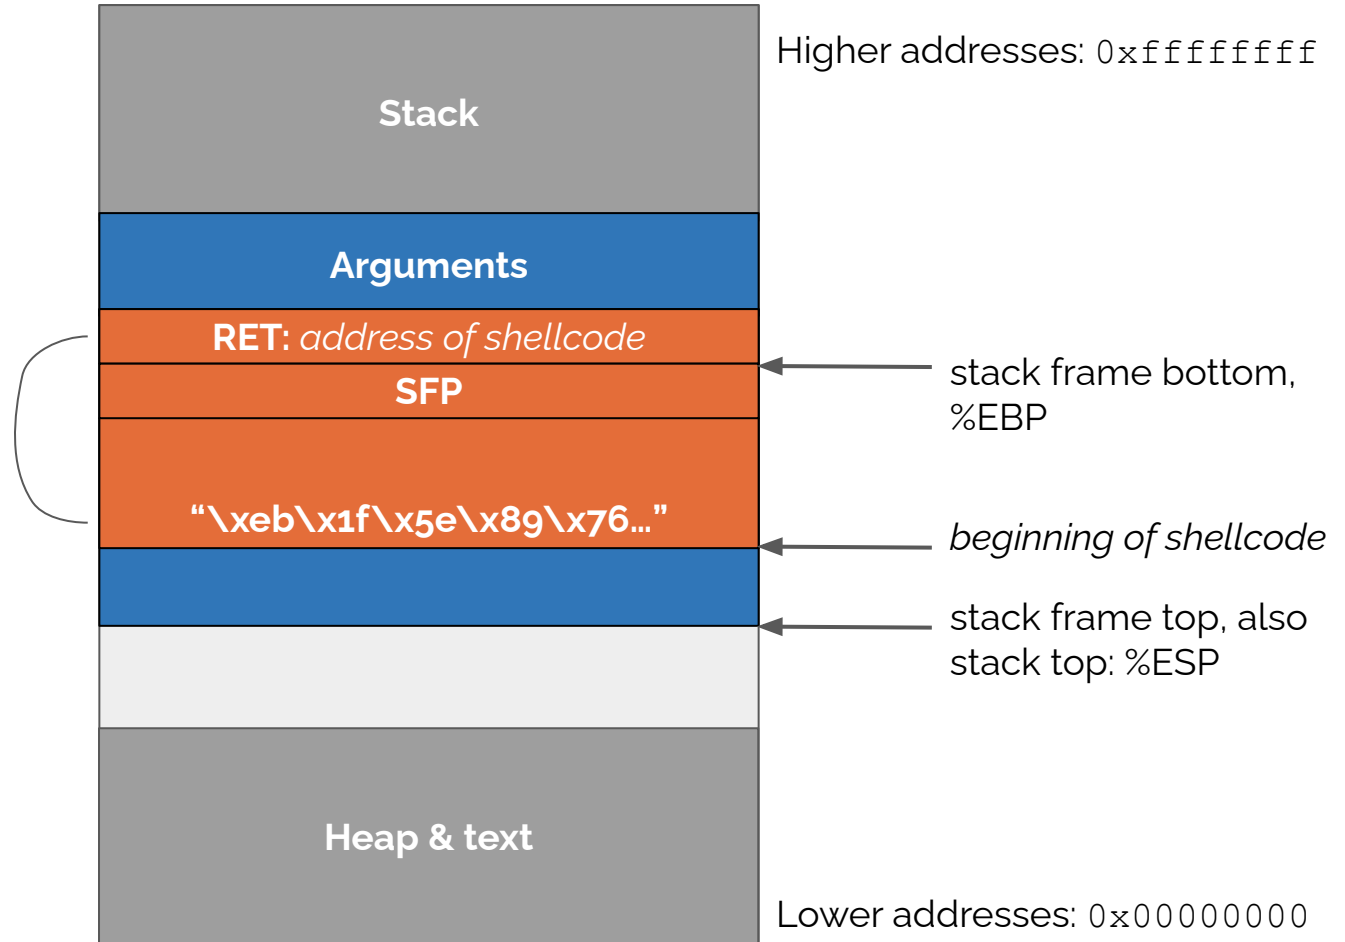 Higher addresses: 0xffffffff
Stack
Arguments
RET: address of shellcode
stack frame bottom,
%EBP
SFP
“\xeb\x1f\x5e\x89\x76…”
beginning of shellcode
stack frame top, also
stack top: %ESP
Heap & text
Lower addresses: 0x00000000